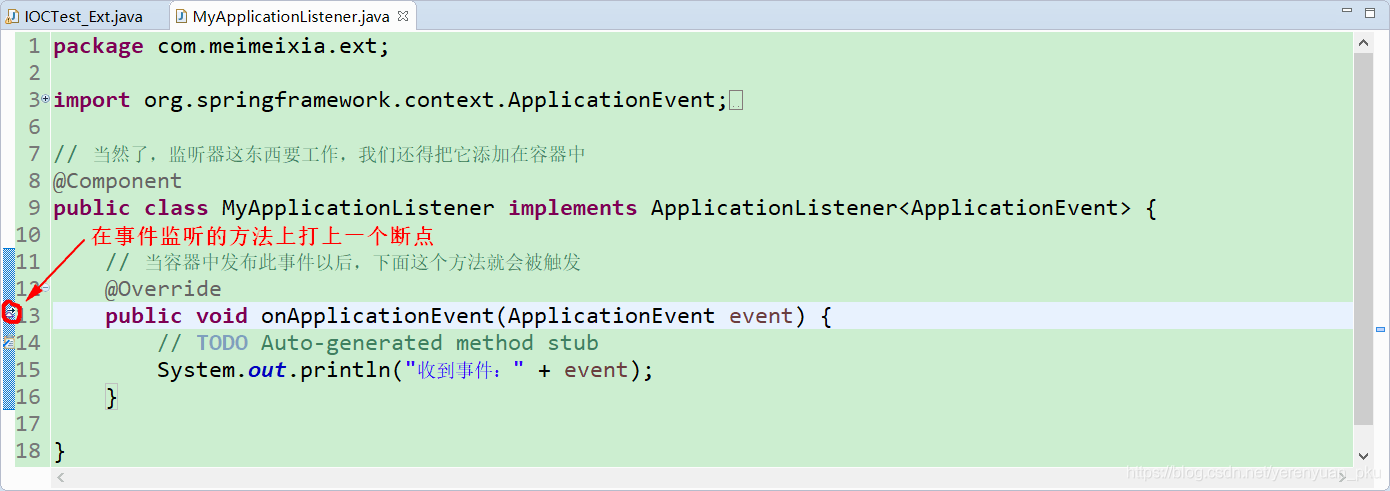 IOCTest_Ext.java
MyApplicationListener.java
1 package com.meimeixia.ext;
2
3 import org.springframework.context.ApplicationEvent;
6
7 // 当然了，监听器这东西要工作，我们还得把它添加在容器中
8 @Component
9 public class MyApplicationListener implements ApplicationListener<ApplicationEvent> {
10
在事件监听的方法上打上一个断点
11 // 当容器中发布此事件以后，下面这个方法就会被触发
12 @Override
13 public void onApplicationEvent(ApplicationEvent event) {
14 // TODO Auto-generated method stub
15 System.out.println("收到事件：" + event);
16 }
17
18 }
https://blog.csdn.net/yerenyuan_pku